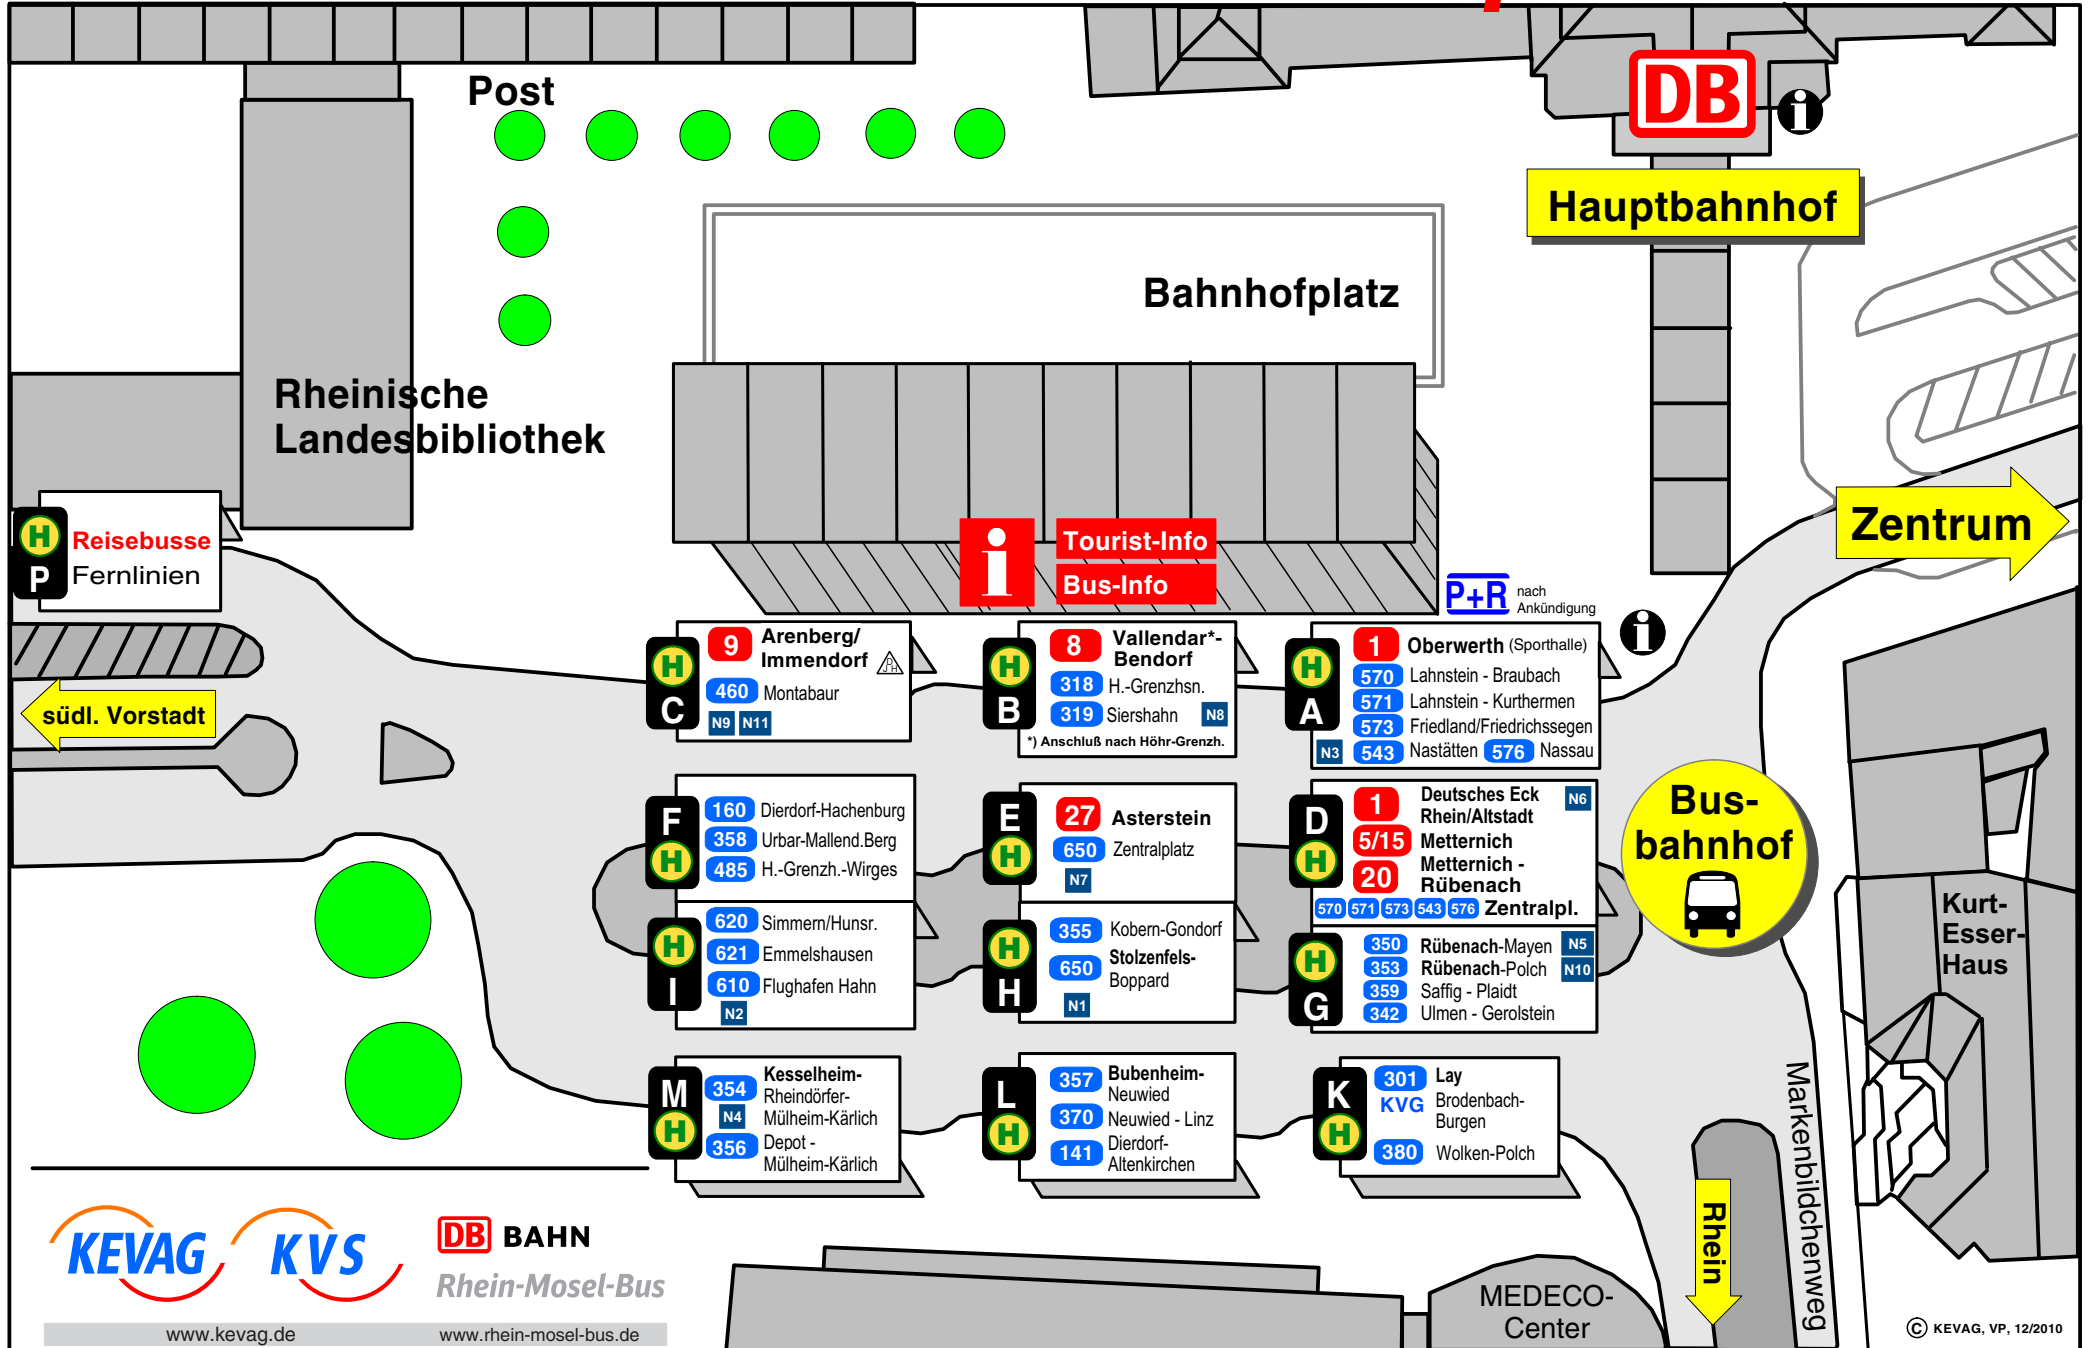 Post
DB
i
Hauptbahnhof
Bahnhofplatz
Rheinische
Landesbibliothek
Zentrum
H
P
Reisebusse
Fernlinien
i
Tourist-Info
Bus-Info
P+R nach
Ankündigung
i
südl. Vorstadt
H
C
9 Arenberg/
Immendorf
460 Montabaur
N9 N11
H
B
8 Vallendar*-
Bendorf
318 H.-Grenzhsn.
319 Siershahn N8
*) Anschluß nach Höhr-Grenzh.
H
A
1 Oberwerth (Sporthalle)
570 Lahnstein - Braubach
571 Lahnstein - Kurthermen
573 Friedland/Friedrichssegen
N3 543 Nastätten 576 Nassau
F
H
160 Dierdorf-Hachenburg
358 Urbar-Mallend.Berg
485 H.-Grenzh.-Wirges
E
H
27 Asterstein
650 Zentralplatz
N7
D
H
1 Deutsches Eck N6
Rhein/Altstadt
5/15 Metternich
20 Metternich -
Rübenach
570 571 573 543 576 Zentralpl.
Bus-
bahnhof
H
I
620 Simmern/Hunsr.
621 Emmelshausen
610 Flughafen Hahn
N2
H
H
355 Kobern-Gondorf
650 Stolzenfels-
Boppard
N1
H
G
350 Rübenach-Mayen N5
353 Rübenach-Polch N10
359 Saffig - Plaidt
342 Ulmen - Gerolstein
Kurt-
Esser-
Haus
M
H
354 Kesselheim-
Rheindörfer-
N4 Mülheim-Kärlich
356 Depot -
Mülheim-Kärlich
L
H
357 Bubenheim-
Neuwied
370 Neuwied - Linz
141 Dierdorf-
Altenkirchen
K
H
301 Lay
KVG Brodenbach-
Burgen
380 Wolken-Polch
Markenbildchenweg
Rhein
KEVAG KVS DB BAHN
Rhein-Mosel-Bus
www.kevag.de www.rhein-mosel-bus.de
MEDECO-
Center
© KEVAG, VP, 12/2010